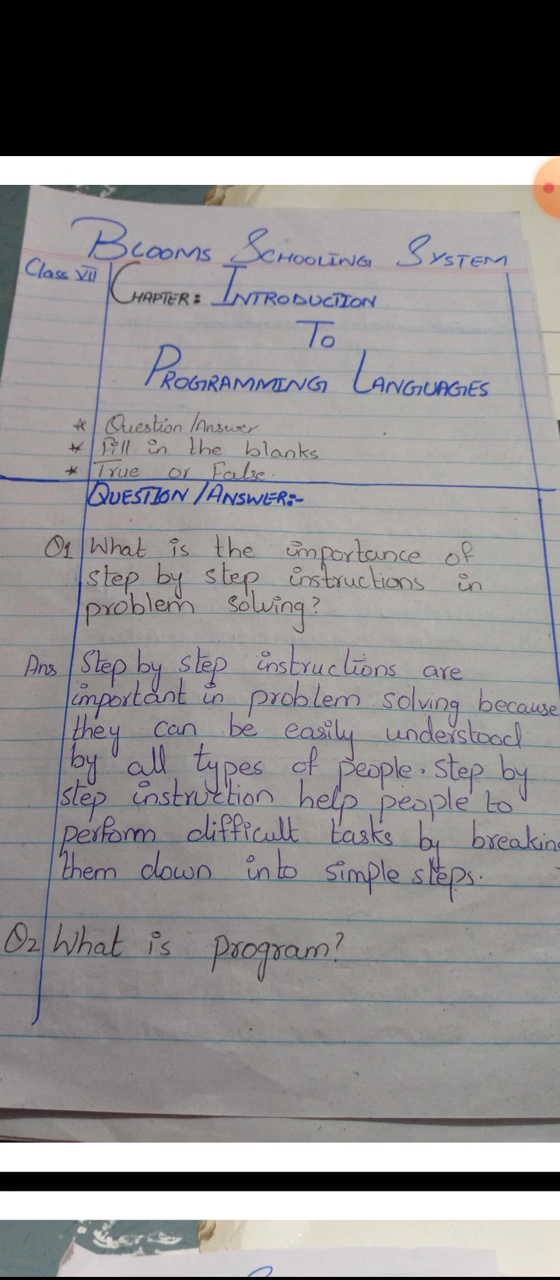 BLOOMS SCHOOLING SYSTEM
Class VII
CHAPTER: INTRODUCTION
TO
PROGRAMMING LANGUAGES
* Question/Answer
* Fill in the blanks
* True or False.
QUESTION/ANSWER:-
Q1 What is the importance of
step by step instructions in
problem solving?
Ans Step by step instructions are
important in problem solving because
they can be easily understood
by all types of people. Step by
step instruction help people to
perform difficult tasks by breakin
them down into simple steps.
Q2 What is program?